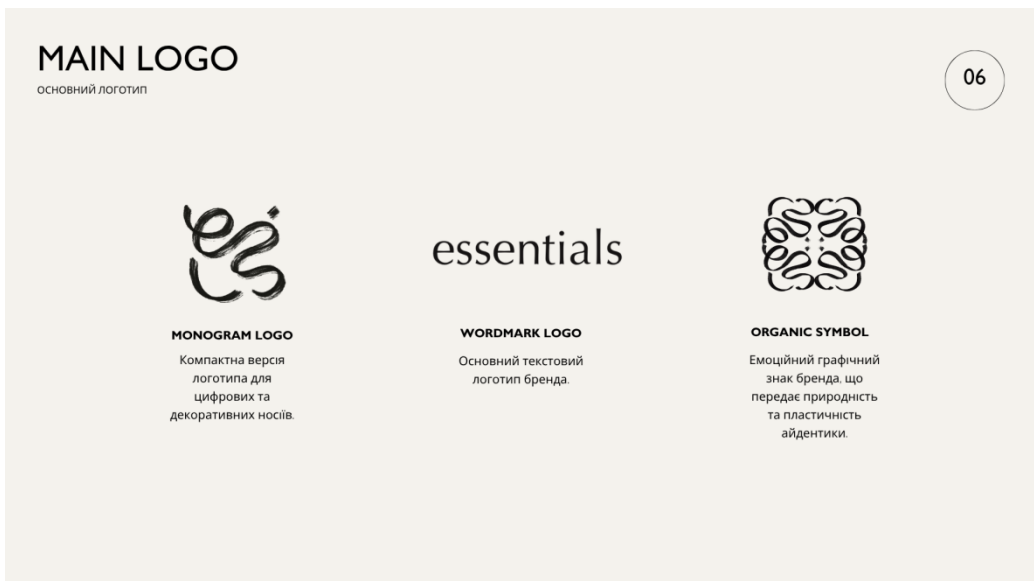 MAIN LOGO
основний логотип
06
essentials
MONOGRAM LOGO
Компактна версія
логотипа для
цифрових та
декоративних носіїв.
WORDMARK LOGO
Основний текстовий
логотип бренда.
ORGANIC SYMBOL
Емоційний графічний
знак бренда, що
передає природність
та пластичність
айдентики.